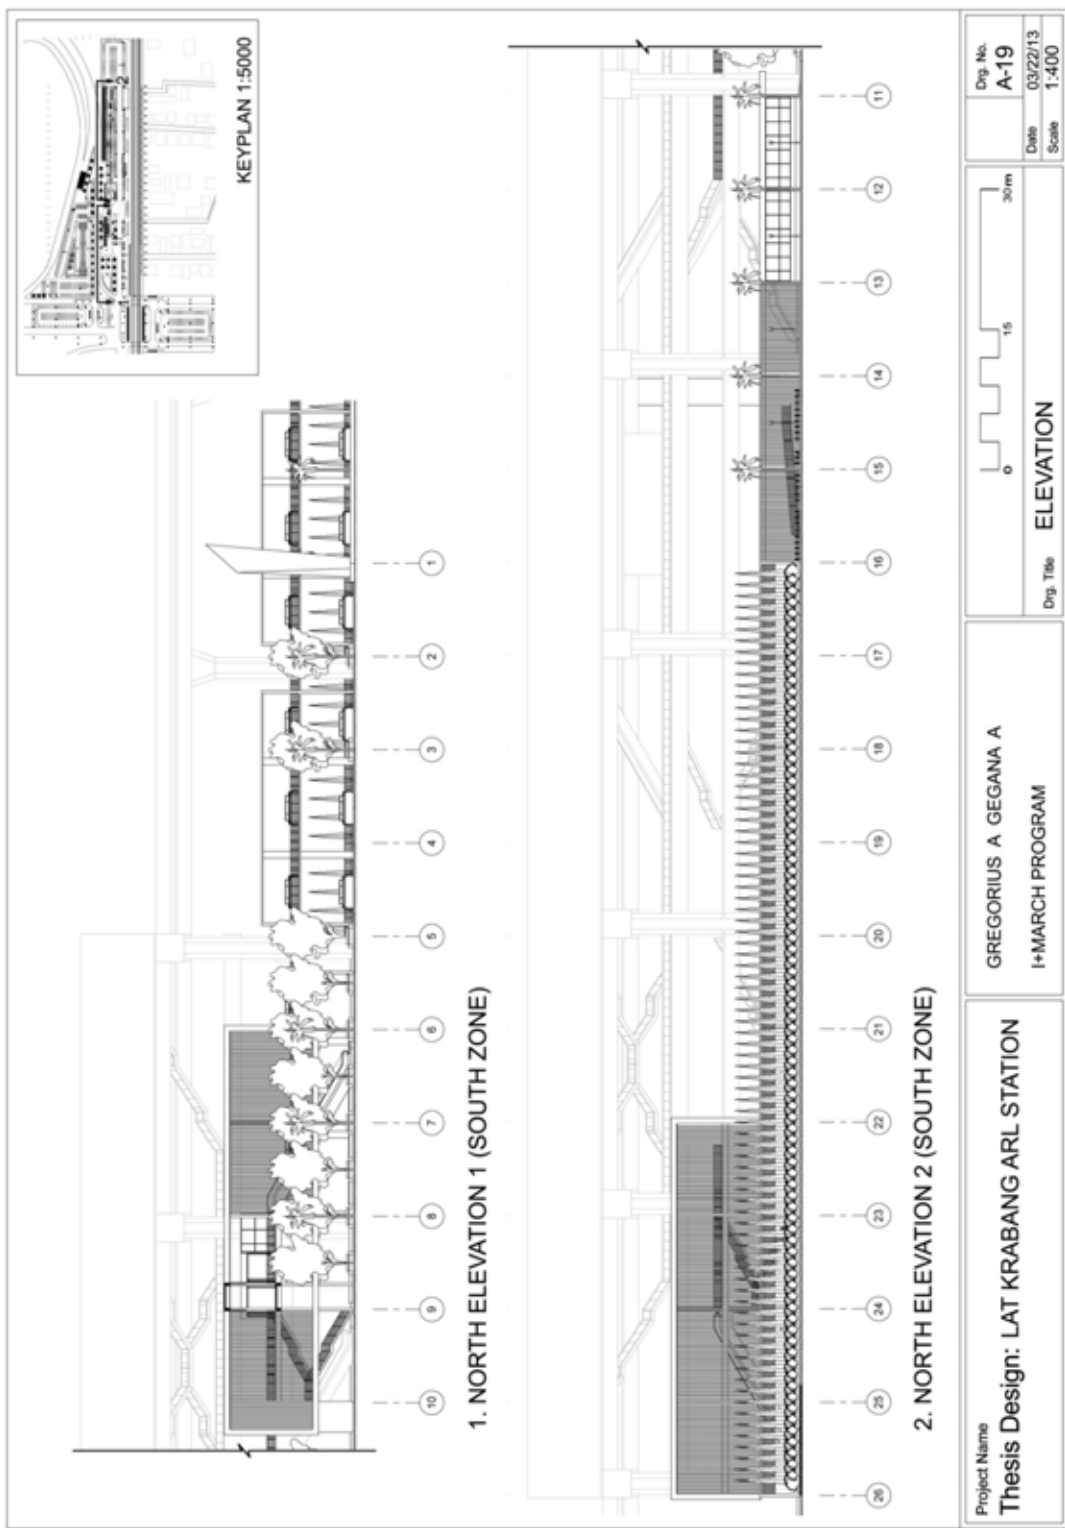 KEYPLAN 1:5000
1
2
10
9
8
7
6
5
4
3
2
1
1. NORTH ELEVATION 1 (SOUTH ZONE)
26
25
24
23
22
21
20
19
18
17
16
15
14
13
12
11
2. NORTH ELEVATION 2 (SOUTH ZONE)
Project Name
Thesis Design: LAT KRABANG ARL STATION
GREGORIUS A GEGANA A
I+MARCH PROGRAM
0 15 30m
Drg. Title ELEVATION
Drg. No.
A-19
Date 03/22/13
Scale 1:400